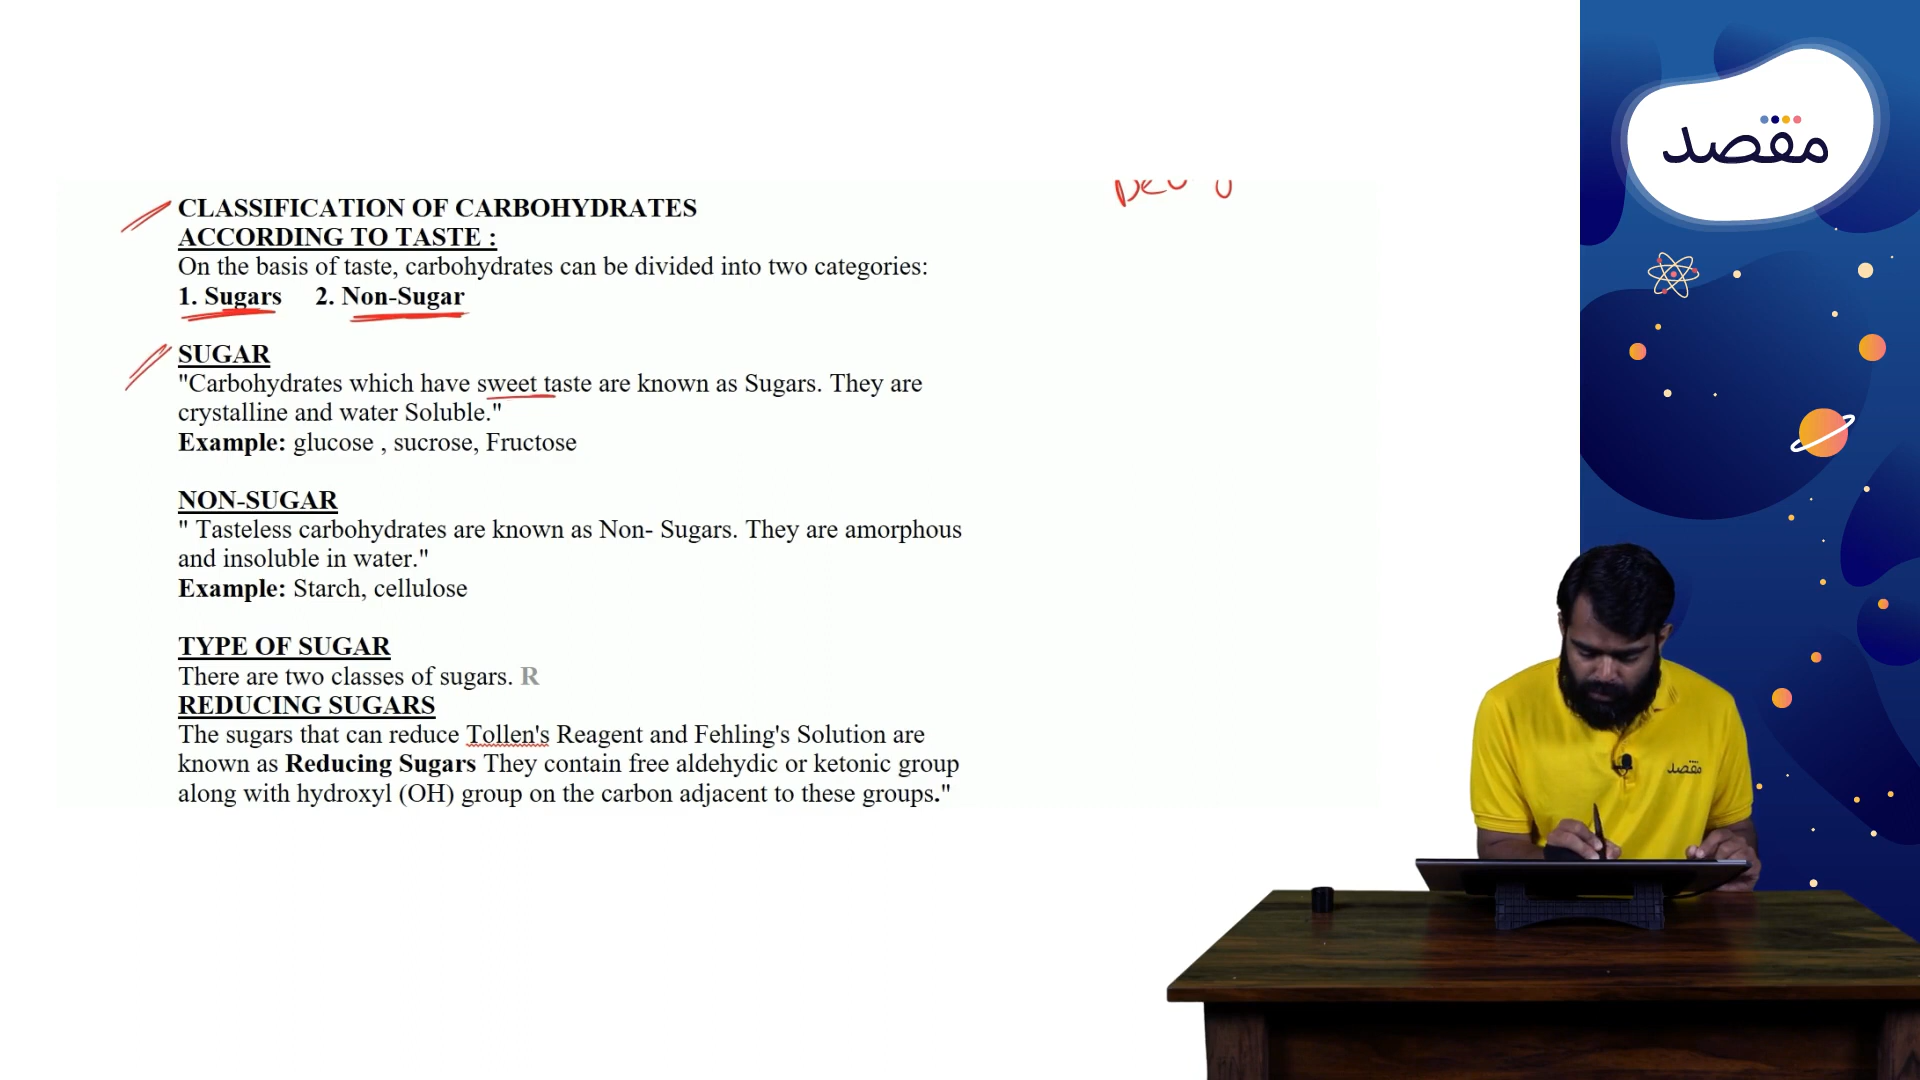 مقصد
CLASSIFICATION OF CARBOHYDRATES
ACCORDING TO TASTE :
On the basis of taste, carbohydrates can be divided into two categories:
1. Sugars 2. Non-Sugar
SUGAR
"Carbohydrates which have sweet taste are known as Sugars. They are
crystalline and water Soluble."
Example: glucose , sucrose, Fructose
NON-SUGAR
" Tasteless carbohydrates are known as Non- Sugars. They are amorphous
and insoluble in water."
Example: Starch, cellulose
TYPE OF SUGAR
There are two classes of sugars. R
REDUCING SUGARS
The sugars that can reduce Tollen's Reagent and Fehling's Solution are
known as Reducing Sugars They contain free aldehydic or ketonic group
along with hydroxyl (OH) group on the carbon adjacent to these groups."
مقصد